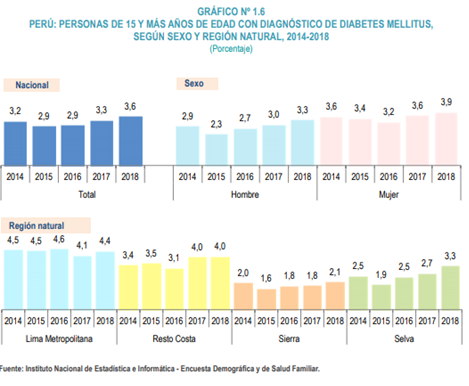 GRÁFICO Nº 1.6
PERÚ: PERSONAS DE 15 Y MÁS AÑOS DE EDAD CON DIAGNÓSTICO DE DIABETES MELLITUS,
SEGÚN SEXO Y REGIÓN NATURAL, 2014-2018
(Porcentaje)
Nacional
Sexo
3,2 2,9 2,9 3,3 3,6 2,9 2,3 2,7 3,0 3,3 3,6 3,4 3,2 3,6 3,9
2014 2015 2016 2017 2018 2014 2015 2016 2017 2018 2014 2015 2016 2017 2018
Total Hombre Mujer
Región natural
4,5 4,5 4,6 4,1 4,4 3,4 3,5 3,1 4,0 4,0 2,0 1,6 1,8 1,8 2,1 2,5 1,9 2,5 2,7 3,3
2014 2015 2016 2017 2018 2014 2015 2016 2017 2018 2014 2015 2016 2017 2018 2014 2015 2016 2017 2018
Lima Metropolitana Resto Costa Sierra Selva
Fuente: Instituto Nacional de Estadística e Informática - Encuesta Demográfica y de Salud Familiar.